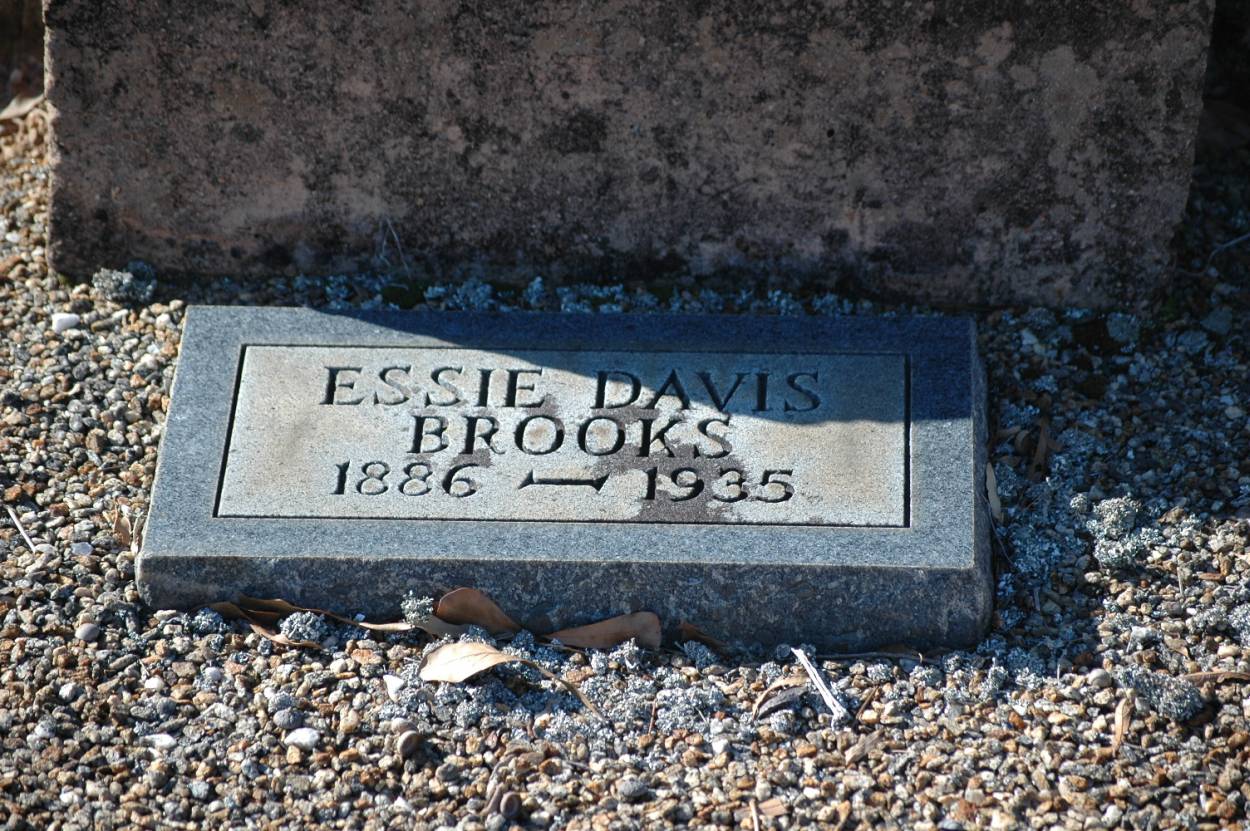 ESSIE DAVIS
BROOKS
1886 — 1935